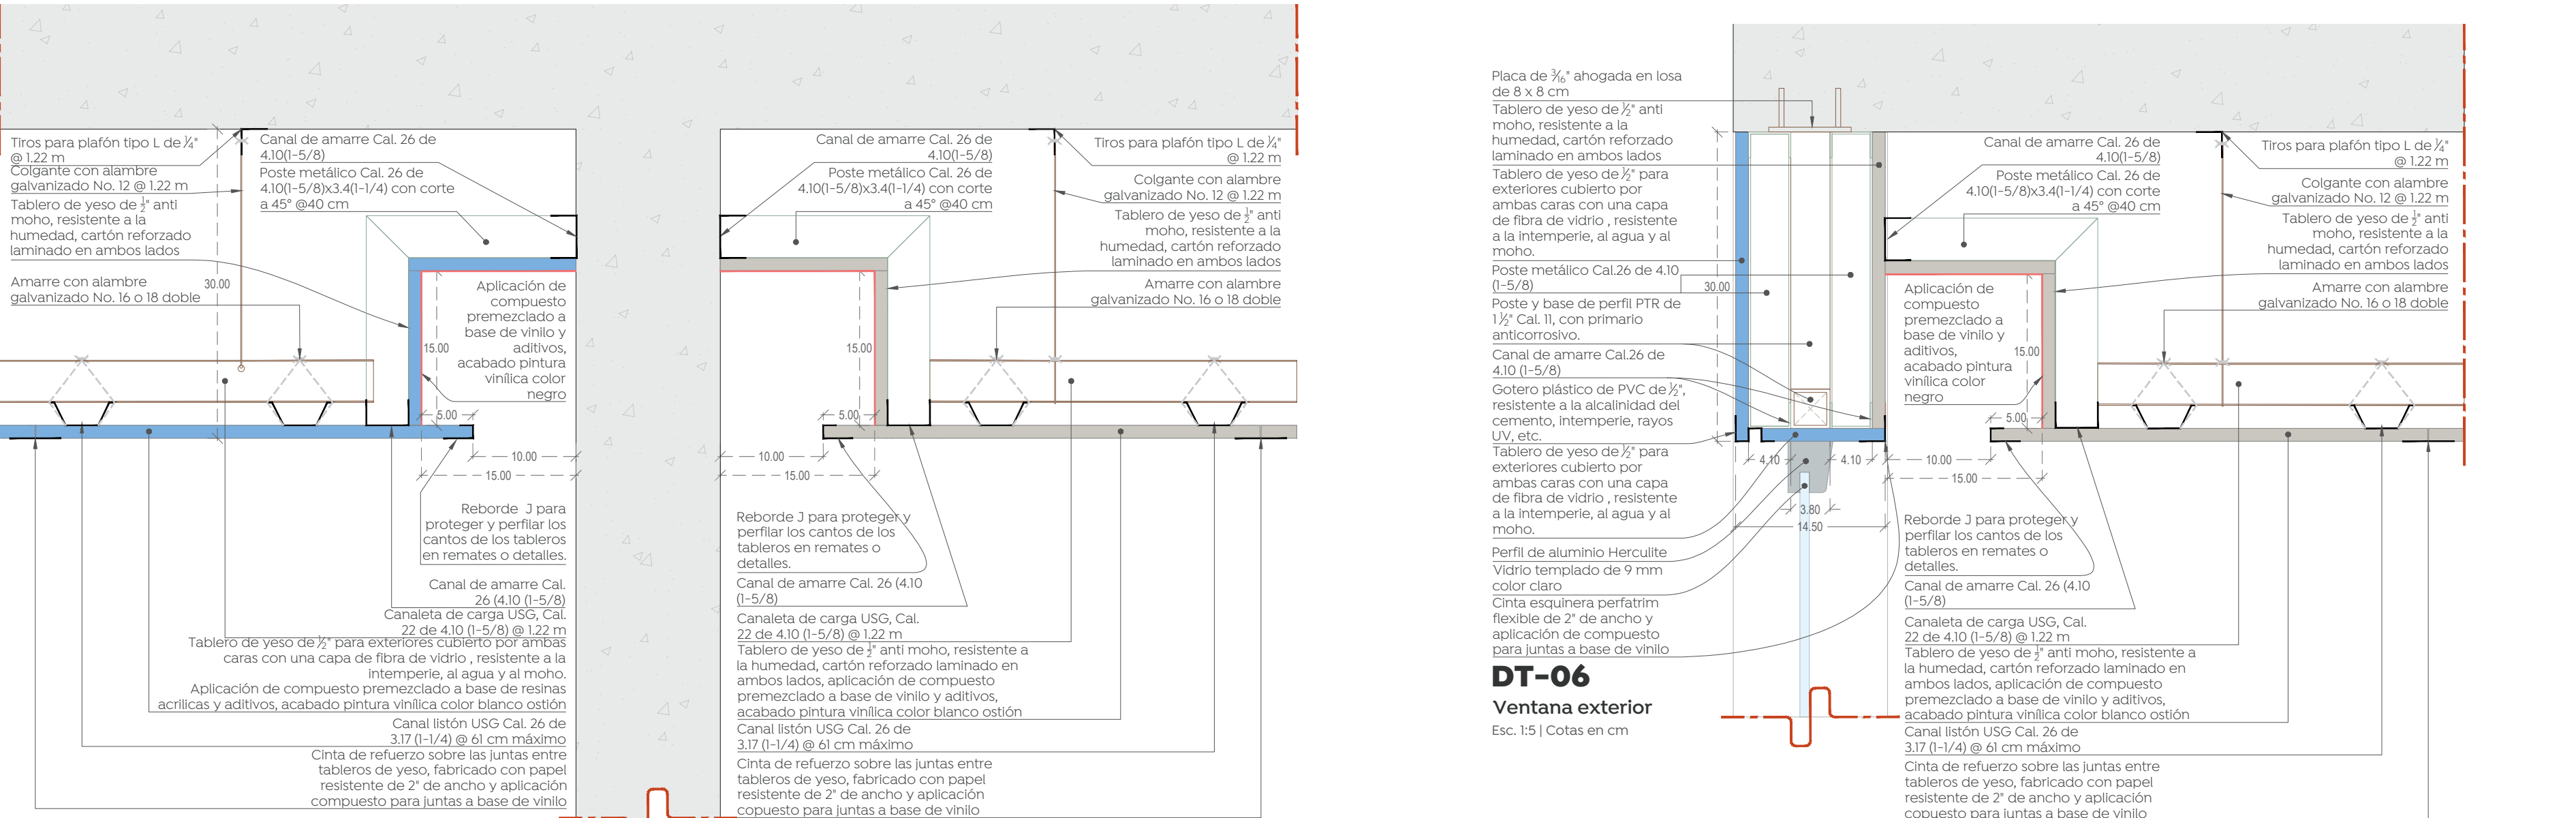 Tiros para plafón tipo L de ¼"
@ 1.22 m
Colgante con alambre
galvanizado No. 12 @ 1.22 m
Tablero de yeso de ½" anti
moho, resistente a la
humedad, cartón reforzado
laminado en ambos lados
Amarre con alambre
galvanizado No. 16 o 18 doble
30.00
Canal de amarre Cal. 26 de
4.10(1-5/8)
Poste metálico Cal. 26 de
4.10(1-5/8)x3.4(1-1/4) con corte
a 45° @40 cm
Aplicación de
compuesto
premezclado a
base de vinilo y
aditivos,
acabado pintura
vinílica color
negro
15.00
5.00
10.00
15.00
Reborde J para
proteger y perfilar los
cantos de los tableros
en remates o detalles.
Canal de amarre Cal.
26 (4.10 (1-5/8)
Canaleta de carga USG, Cal.
22 de 4.10 (1-5/8) @ 1.22 m
Tablero de yeso de ½" para exteriores cubierto por ambas
caras con una capa de fibra de vidrio , resistente a la
intemperie, al agua y al moho.
Aplicación de compuesto premezclado a base de resinas
acrilicas y aditivos, acabado pintura vinílica color blanco ostión
Canal listón USG Cal. 26 de
3.17 (1-1/4) @ 61 cm máximo
Cinta de refuerzo sobre las juntas entre
tableros de yeso, fabricado con papel
resistente de 2" de ancho y aplicación
compuesto para juntas a base de vinilo
Canal de amarre Cal. 26 de
4.10(1-5/8)
Poste metálico Cal. 26 de
4.10(1-5/8)x3.4(1-1/4) con corte
a 45° @40 cm
Tiros para plafón tipo L de ¼"
@ 1.22 m
Colgante con alambre
galvanizado No. 12 @ 1.22 m
Tablero de yeso de ½" anti
moho, resistente a la
humedad, cartón reforzado
laminado en ambos lados
Amarre con alambre
galvanizado No. 16 o 18 doble
15.00
5.00
10.00
15.00
Reborde J para proteger y
perfilar los cantos de los
tableros en remates o
detalles.
Canal de amarre Cal. 26 (4.10
(1-5/8)
Canaleta de carga USG, Cal.
22 de 4.10 (1-5/8) @ 1.22 m
Tablero de yeso de ½" anti moho, resistente a
la humedad, cartón reforzado laminado en
ambos lados, aplicación de compuesto
premezclado a base de vinilo y aditivos,
acabado pintura vinílica color blanco ostión
Canal listón USG Cal. 26 de
3.17 (1-1/4) @ 61 cm máximo
Cinta de refuerzo sobre las juntas entre
tableros de yeso, fabricado con papel
resistente de 2" de ancho y aplicación
copuesto para juntas a base de vinilo
Placa de 3⁄16" ahogada en losa
de 8 x 8 cm
Tablero de yeso de ½" anti
moho, resistente a la
humedad, cartón reforzado
laminado en ambos lados
Tablero de yeso de ½" para
exteriores cubierto por
ambas caras con una capa
de fibra de vidrio , resistente
a la intemperie, al agua y al
moho.
Poste metálico Cal.26 de 4.10
(1-5/8)
Poste y base de perfil PTR de
1 ½" Cal. 11, con primario
anticorrosivo.
Canal de amarre Cal.26 de
4.10 (1-5/8)
Gotero plástico de PVC de ½",
resistente a la alcalinidad del
cemento, intemperie, rayos
UV, etc.
Tablero de yeso de ½" para
exteriores cubierto por
ambas caras con una capa
de fibra de vidrio , resistente
a la intemperie, al agua y al
moho.
Perfil de aluminio Herculite
Vidrio templado de 9 mm
color claro
Cinta esquinera perfatrim
flexible de 2" de ancho y
aplicación de compuesto
para juntas a base de vinilo
DT-06
Ventana exterior
Esc. 1:5 | Cotas en cm
30.00
4.10
4.10
3.80
14.50
Canal de amarre Cal. 26 de
4.10(1-5/8)
Poste metálico Cal. 26 de
4.10(1-5/8)x3.4(1-1/4) con corte
a 45° @40 cm
Aplicación de
compuesto
premezclado a
base de vinilo y
aditivos,
acabado pintura
vinílica color
negro
15.00
5.00
10.00
15.00
Tiros para plafón tipo L de ¼"
@ 1.22 m
Colgante con alambre
galvanizado No. 12 @ 1.22 m
Tablero de yeso de ½" anti
moho, resistente a la
humedad, cartón reforzado
laminado en ambos lados
Amarre con alambre
galvanizado No. 16 o 18 doble
Reborde J para proteger y
perfilar los cantos de los
tableros en remates o
detalles.
Canal de amarre Cal. 26 (4.10
(1-5/8)
Canaleta de carga USG, Cal.
22 de 4.10 (1-5/8) @ 1.22 m
Tablero de yeso de ½" anti moho, resistente a
la humedad, cartón reforzado laminado en
ambos lados, aplicación de compuesto
premezclado a base de vinilo y aditivos,
acabado pintura vinílica color blanco ostión
Canal listón USG Cal. 26 de
3.17 (1-1/4) @ 61 cm máximo
Cinta de refuerzo sobre las juntas entre
tableros de yeso, fabricado con papel
resistente de 2" de ancho y aplicación
copuesto para juntas a base de vinilo